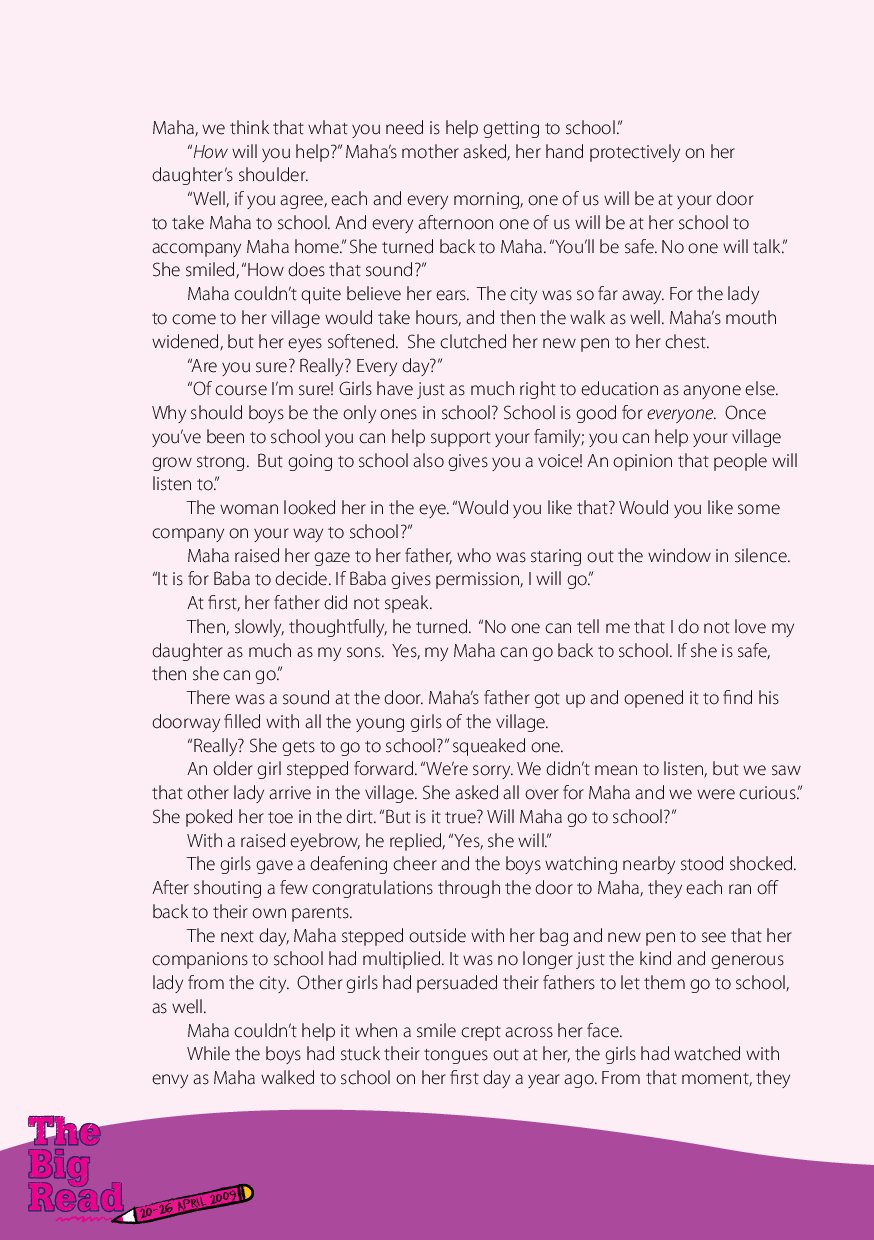 Maha, we think that what you need is help getting to school.”
“How will you help?” Maha’s mother asked, her hand protectively on her
daughter’s shoulder.
“Well, if you agree, each and every morning, one of us will be at your door
to take Maha to school. And every afternoon one of us will be at her school to
accompany Maha home.” She turned back to Maha. “You’ll be safe. No one will talk.”
She smiled, “How does that sound?”
Maha couldn’t quite believe her ears.  The city was so far away. For the lady
to come to her village would take hours, and then the walk as well. Maha’s mouth
widened, but her eyes softened.  She clutched her new pen to her chest.
“Are you sure? Really? Every day?”
“Of course I’m sure! Girls have just as much right to education as anyone else.
Why should boys be the only ones in school? School is good for everyone.  Once
you’ve been to school you can help support your family; you can help your village
grow strong.  But going to school also gives you a voice! An opinion that people will
listen to.”
The woman looked her in the eye. “Would you like that? Would you like some
company on your way to school?”
Maha raised her gaze to her father, who was staring out the window in silence.
“It is for Baba to decide. If Baba gives permission, I will go.”
At first, her father did not speak.
Then, slowly, thoughtfully, he turned.  “No one can tell me that I do not love my
daughter as much as my sons.  Yes, my Maha can go back to school. If she is safe,
then she can go.”
There was a sound at the door. Maha’s father got up and opened it to find his
doorway filled with all the young girls of the village.
“Really? She gets to go to school?” squeaked one.
An older girl stepped forward. “We’re sorry. We didn’t mean to listen, but we saw
that other lady arrive in the village. She asked all over for Maha and we were curious.”
She poked her toe in the dirt. “But is it true? Will Maha go to school?”
With a raised eyebrow, he replied, “Yes, she will.”
The girls gave a deafening cheer and the boys watching nearby stood shocked.
After shouting a few congratulations through the door to Maha, they each ran off
back to their own parents.
The next day, Maha stepped outside with her bag and new pen to see that her
companions to school had multiplied. It was no longer just the kind and generous
lady from the city.  Other girls had persuaded their fathers to let them go to school,
as well.
Maha couldn’t help it when a smile crept across her face.
While the boys had stuck their tongues out at her, the girls had watched with
envy as Maha walked to school on her first day a year ago. From that moment, they
The
Big
Read
20-26 APRIL 2009